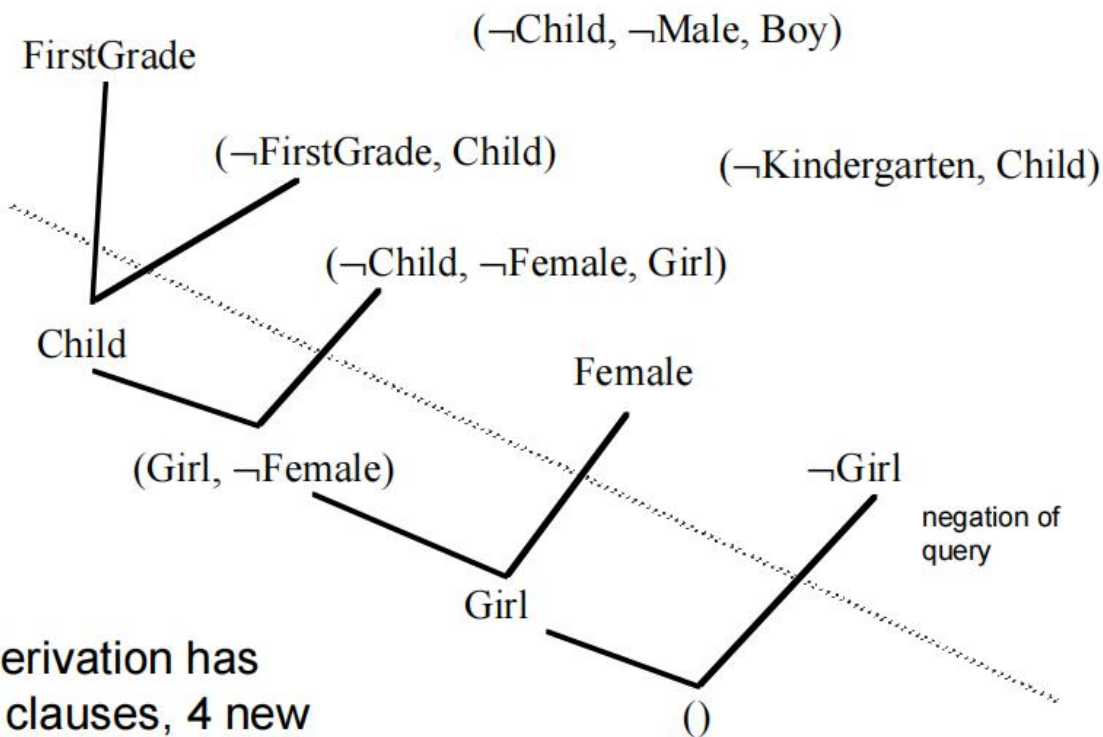 (¬Child, ¬Male, Boy)
FirstGrade
(¬FirstGrade, Child)
(¬Kindergarten, Child)
(¬Child, ¬Female, Girl)
Child
Female
(Girl, ¬Female)
¬Girl
negation of
query
Girl
erivation has
clauses, 4 new
()